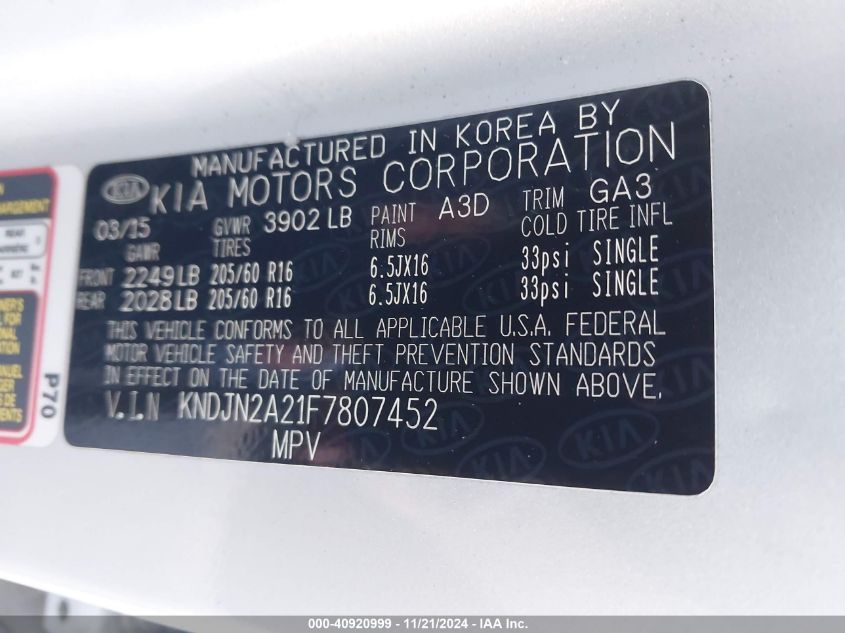 MANUFACTURED IN KOREA BY
KIA KIA MOTORS CORPORATION
03/15 GVWR 3902 LB PAINT A3D TRIM GA3
GAWR TIRES RIMS COLD TIRE INFL
FRONT 2249 LB 205/60 R16 6.5JX16 33psi SINGLE
REAR 2028 LB 205/60 R16 6.5JX16 33psi SINGLE
THIS VEHICLE CONFORMS TO ALL APPLICABLE U.S.A. FEDERAL
MOTOR VEHICLE SAFETY AND THEFT PREVENTION STANDARDS
IN EFFECT ON THE DATE OF MANUFACTURE SHOWN ABOVE.
V.I.N KNDJN2A21F7807452
MPV
REAR
P70
000-40920999 - 11/21/2024 - IAA Inc.